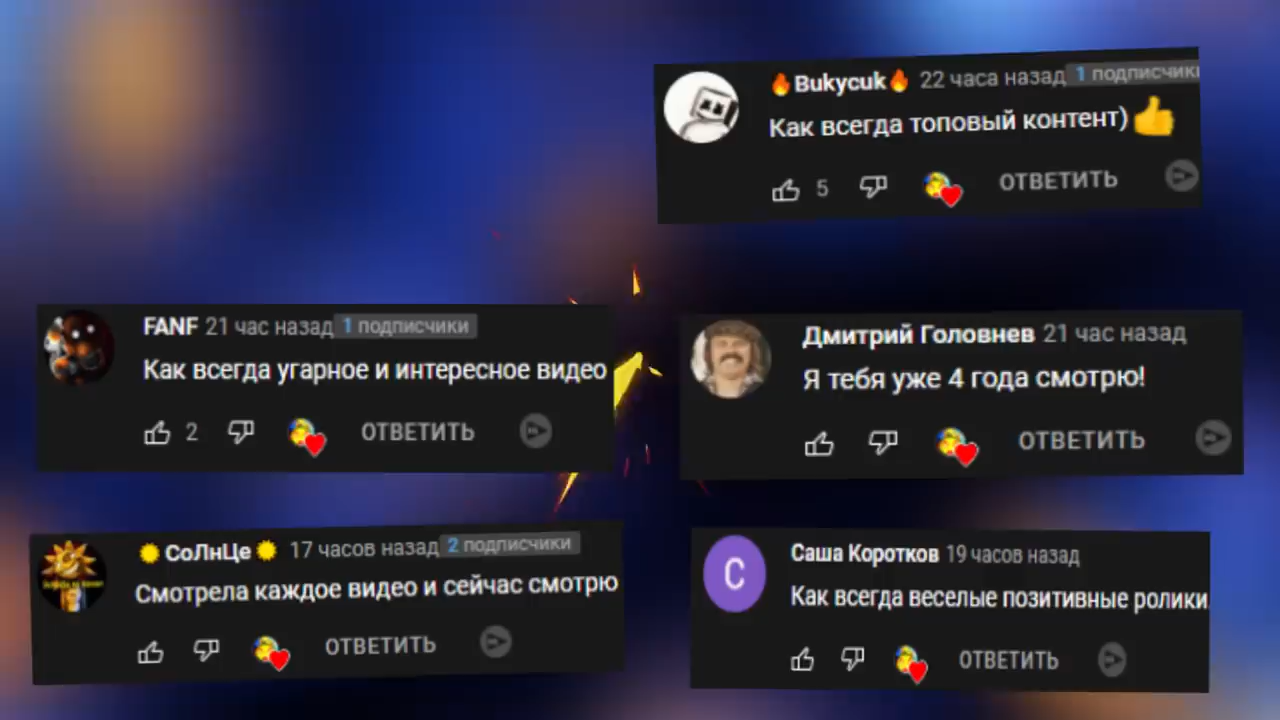 🔥Bukycuk🔥 22 часа назад 1 подписчики
Как всегда топовый контент)👍
5 ОТВЕТИТЬ
FANF 21 час назад 1 подписчики
Как всегда угарное и интересное видео
2 ОТВЕТИТЬ
Дмитрий Головнев 21 час назад
Я тебя уже 4 года смотрю!
ОТВЕТИТЬ
СоЛнЦе 17 часов назад 2 подписчики
Смотрела каждое видео и сейчас смотрю
ОТВЕТИТЬ
С
Саша Коротков 19 часов назад
Как всегда веселые позитивные ролики
ОТВЕТИТЬ